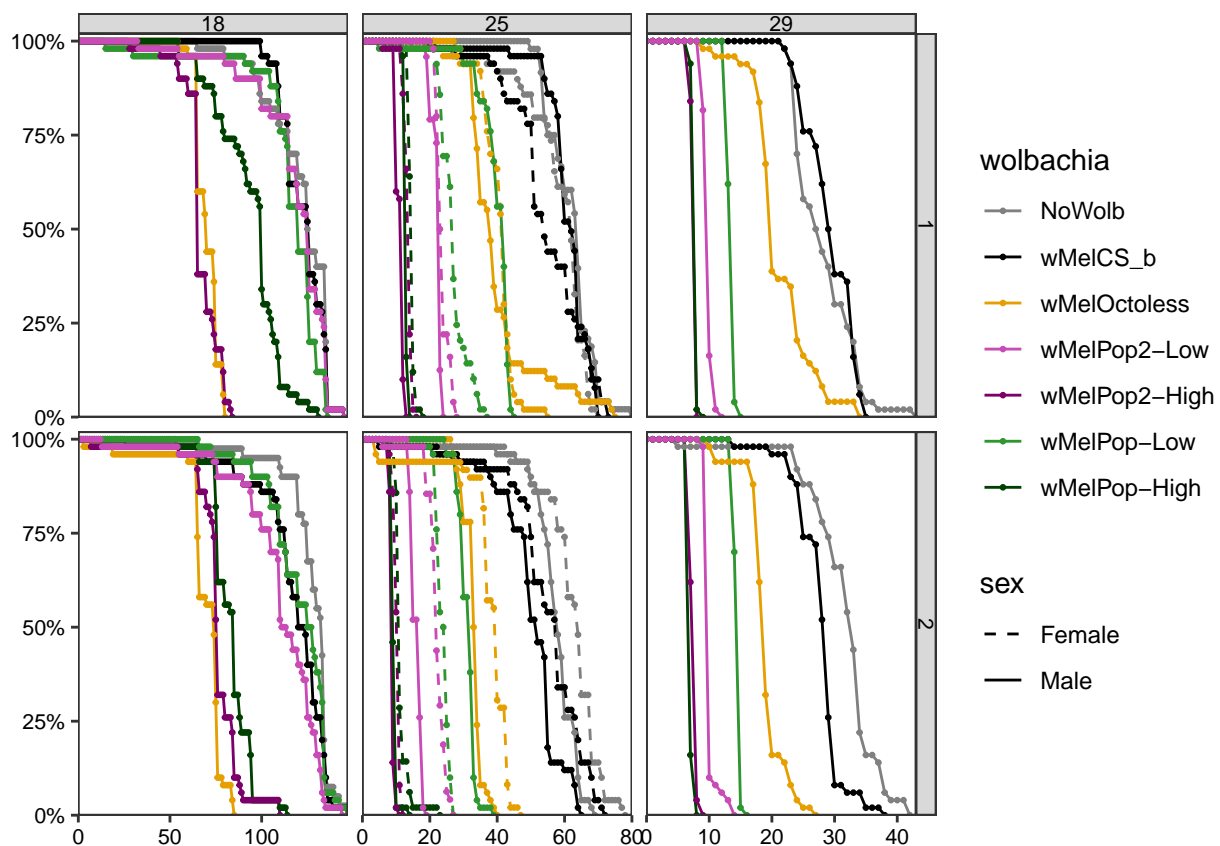 18 25 29
100%
75%
50%
25%
0%
1
100%
75%
50%
25%
0%
2
0 50 100 0 20 40 60 80 0 10 20 30 40
wolbachia
NoWolb
wMelCS_b
wMelOctoless
wMelPop2−Low
wMelPop2−High
wMelPop−Low
wMelPop−High
sex
Female
Male